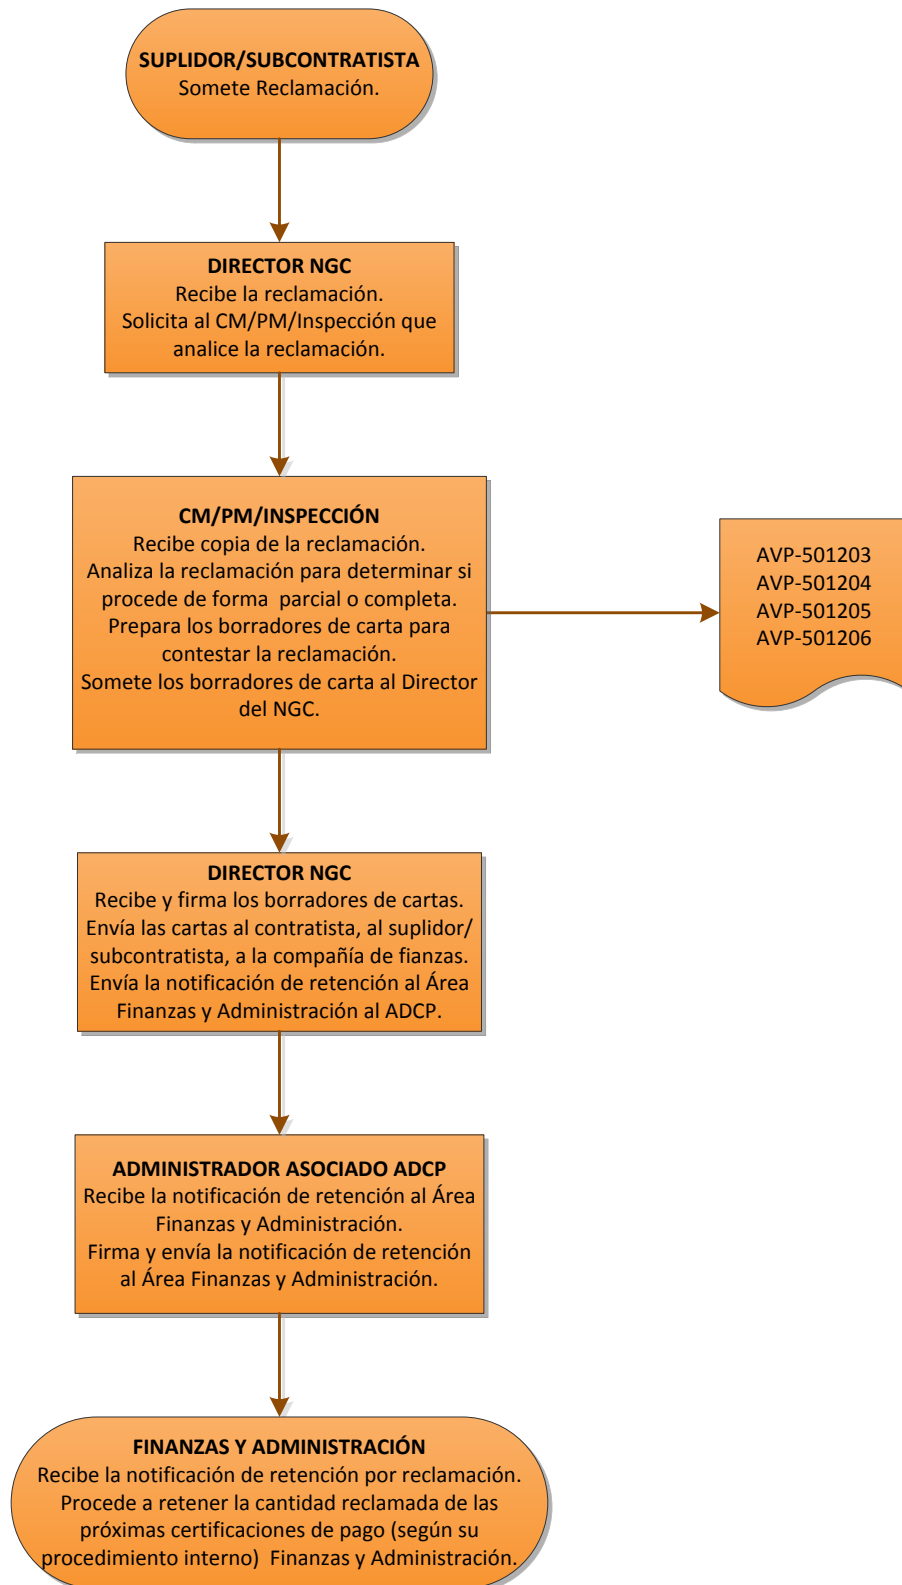 SUPLIDOR/SUBCONTRATISTA
Somete Reclamación.
DIRECTOR NGC
Recibe la reclamación.
Solicita al CM/PM/Inspección que
analice la reclamación.
CM/PM/INSPECCIÓN
Recibe copia de la reclamación.
Analiza la reclamación para determinar si
procede de forma  parcial o completa.
Prepara los borradores de carta para
contestar la reclamación.
Somete los borradores de carta al Director
del NGC.
AVP-501203
AVP-501204
AVP-501205
AVP-501206
DIRECTOR NGC
Recibe y firma los borradores de cartas.
Envía las cartas al contratista, al suplidor/
subcontratista, a la compañía de fianzas.
Envía la notificación de retención al Área
Finanzas y Administración al ADCP.
ADMINISTRADOR ASOCIADO ADCP
Recibe la notificación de retención al Área
Finanzas y Administración.
Firma y envía la notificación de retención
al Área Finanzas y Administración.
FINANZAS Y ADMINISTRACIÓN
Recibe la notificación de retención por reclamación.
Procede a retener la cantidad reclamada de las
próximas certificaciones de pago (según su
procedimiento interno)  Finanzas y Administración.